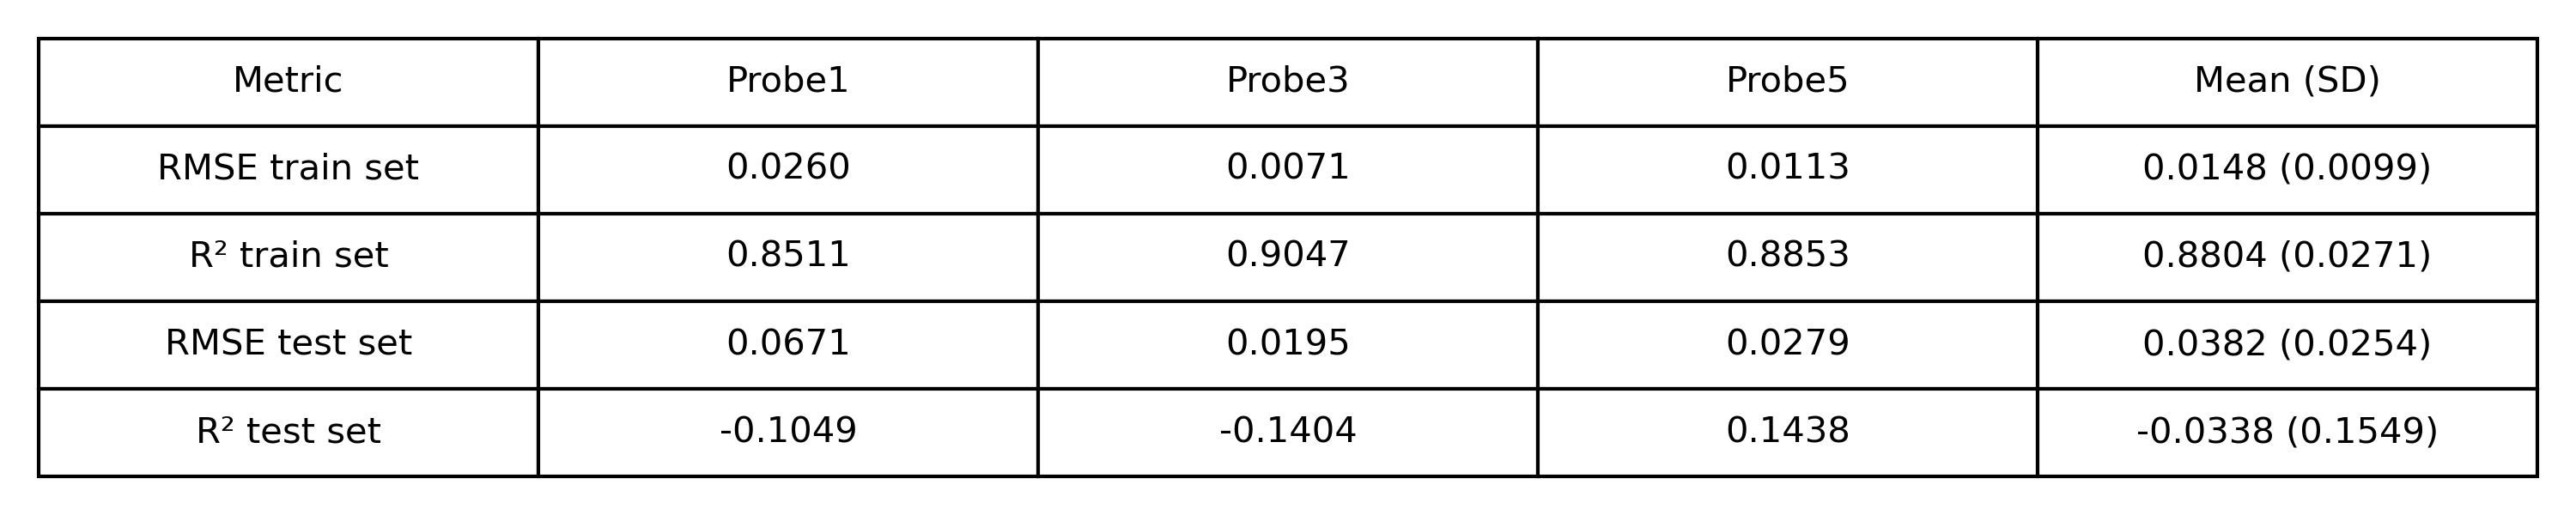 Metric Probe1 Probe3 Probe5 Mean (SD)
RMSE train set 0.0260 0.0071 0.0113 0.0148 (0.0099)
R² train set 0.8511 0.9047 0.8853 0.8804 (0.0271)
RMSE test set 0.0671 0.0195 0.0279 0.0382 (0.0254)
R² test set -0.1049 -0.1404 0.1438 -0.0338 (0.1549)